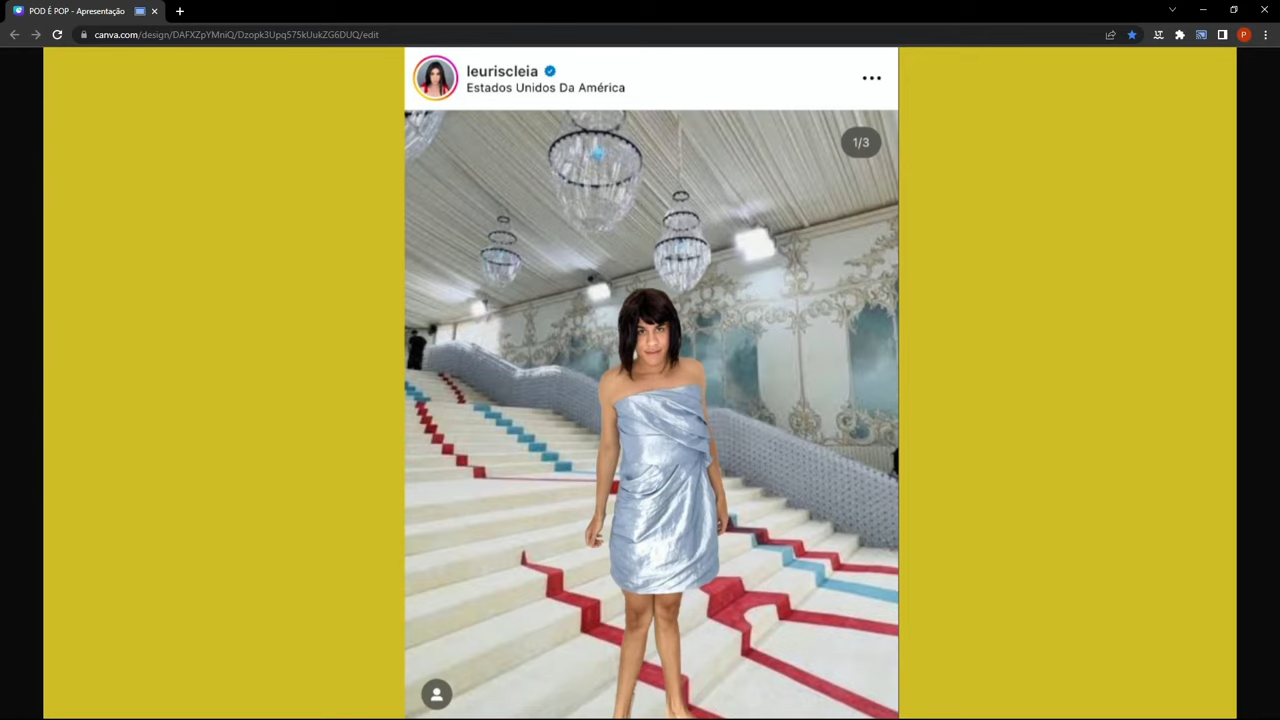 POD É POP - Apresentação
canva.com/design/DAFXZpYMniQ/Dzopk3Upq575kUukZG6DUQ/edit
P
leuriscleia
Estados Unidos Da América
1/3